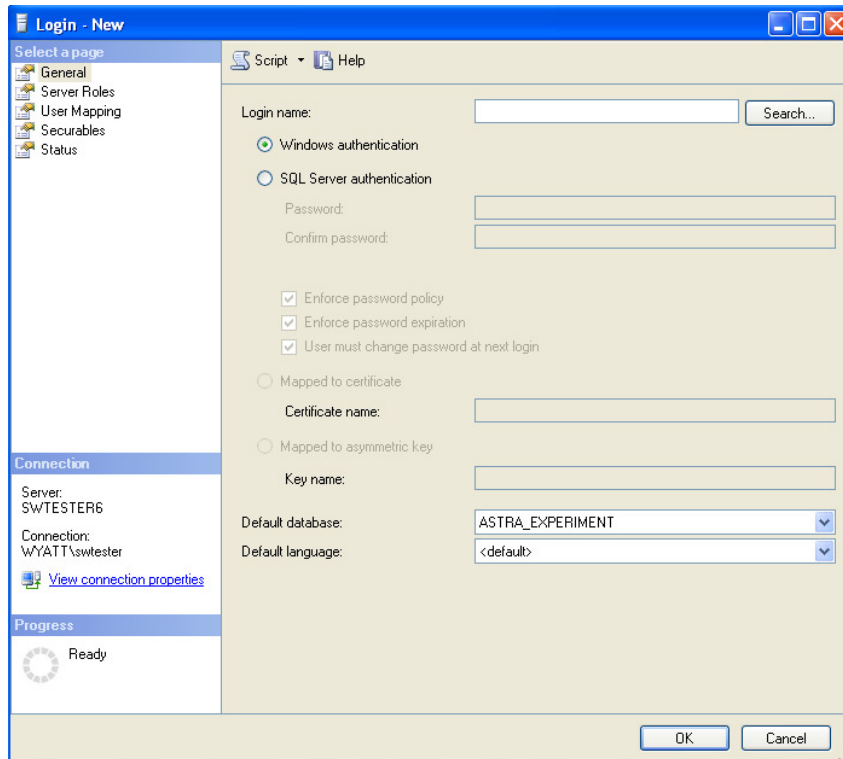 Login - New
Select a page
General
Server Roles
User Mapping
Securables
Status
Script
Help
Login name:
Search...
Windows authentication
SQL Server authentication
Password:
Confirm password:
Enforce password policy
Enforce password expiration
User must change password at next login
Mapped to certificate
Certificate name:
Mapped to asymmetric key
Key name:
Default database:
ASTRA_EXPERIMENT
Default language:
<default>
Connection
Server:
SWTESTER6
Connection:
WYATT\swtester
View connection properties
Progress
Ready
OK
Cancel